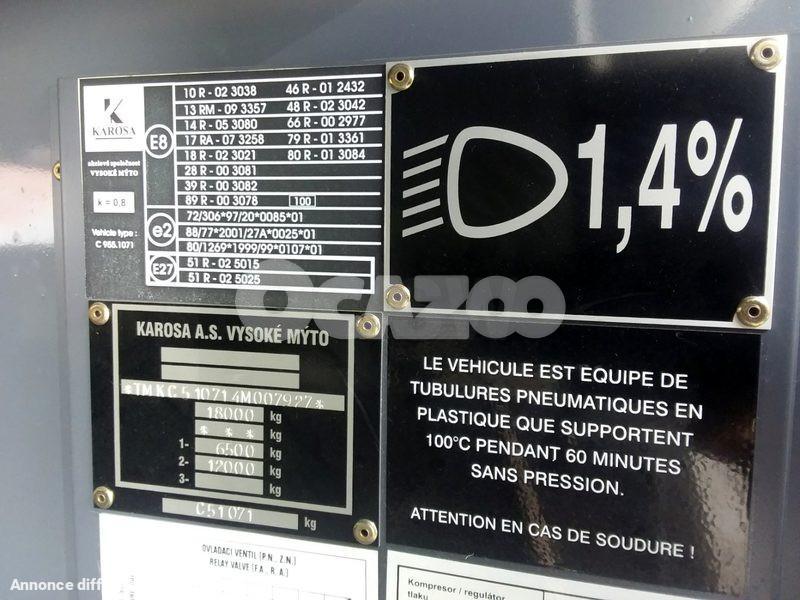 KAROSA
akciová společnost
VYSOKÉ MÝTO
k = 0,8
Vehicle type :
C 955.1071
E8
10 R - 02 3038 46 R - 01 2432
13 RM - 09 3357 48 R - 02 3042
14 R - 05 3080 66 R - 00 2977
17 RA - 07 3258 79 R - 01 3361
18 R - 02 3021 80 R - 01 3084
28 R - 00 3081
39 R - 00 3082
89 R - 00 3078 100
e2
72/306*97/20*0085*01
88/77*2001/27A*0025*01
80/1269*1999/99*0107*01
E27
51 R - 02 5015
51 R - 02 5025
1,4%
OCAZOO
KAROSA A.S. VYSOKÉ MÝTO
*TMKC510714M007927*
18000 kg
* * * kg
1- 6500 kg
2- 12000 kg
3- kg
C51071 kg
LE VEHICULE EST EQUIPE DE
TUBULURES PNEUMATIQUES EN
PLASTIQUE QUE SUPPORTENT
100°C PENDANT 60 MINUTES
SANS PRESSION.
ATTENTION EN CAS DE SOUDURE !
OVLADACI VENTIL (P.N., Z.N.)
RELAY VALVE (F.A., R.A.)
Kompresor / regulátor
tlaku
Annonce diff